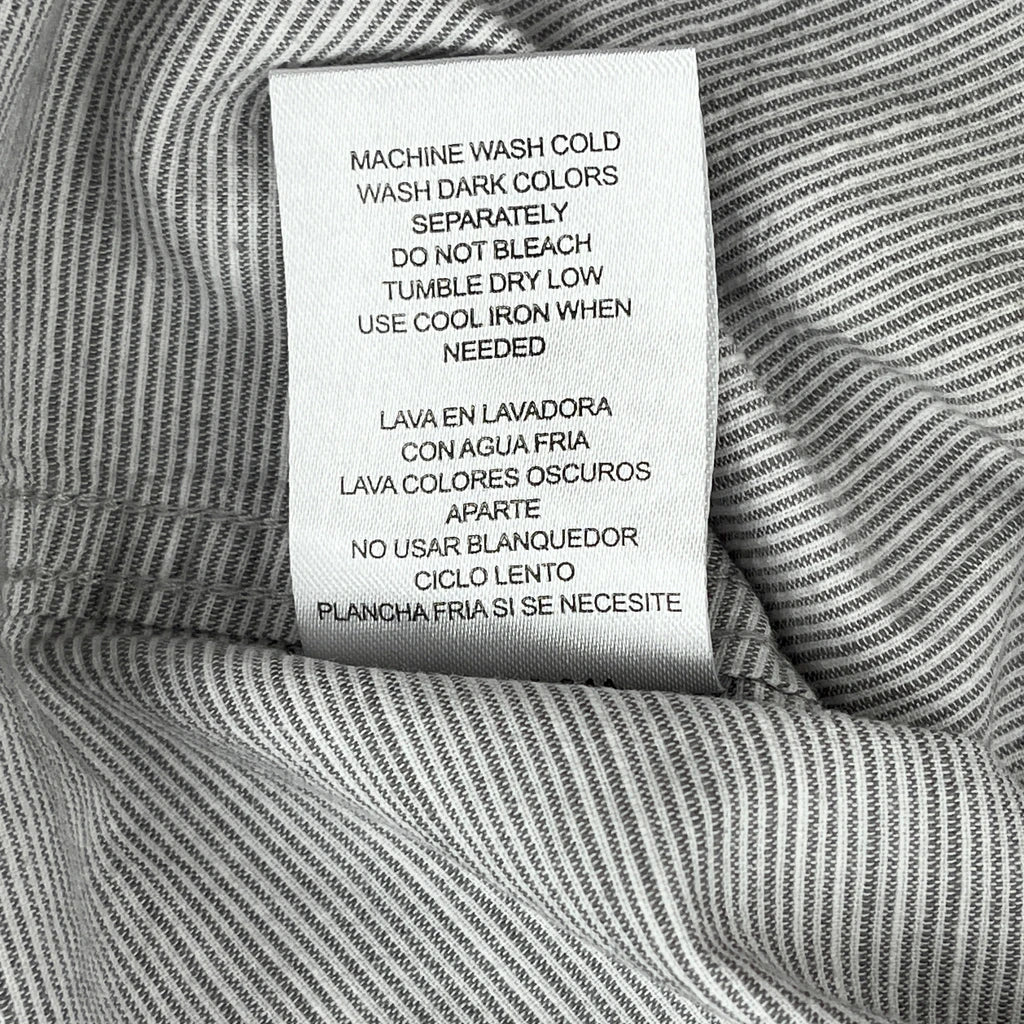 MACHINE WASH COLD
WASH DARK COLORS
SEPARATELY
DO NOT BLEACH
TUMBLE DRY LOW
USE COOL IRON WHEN
NEEDED
LAVA EN LAVADORA
CON AGUA FRIA
LAVA COLORES OSCUROS
APARTE
NO USAR BLANQUEDOR
CICLO LENTO
PLANCHA FRIA SI SE NECESITE